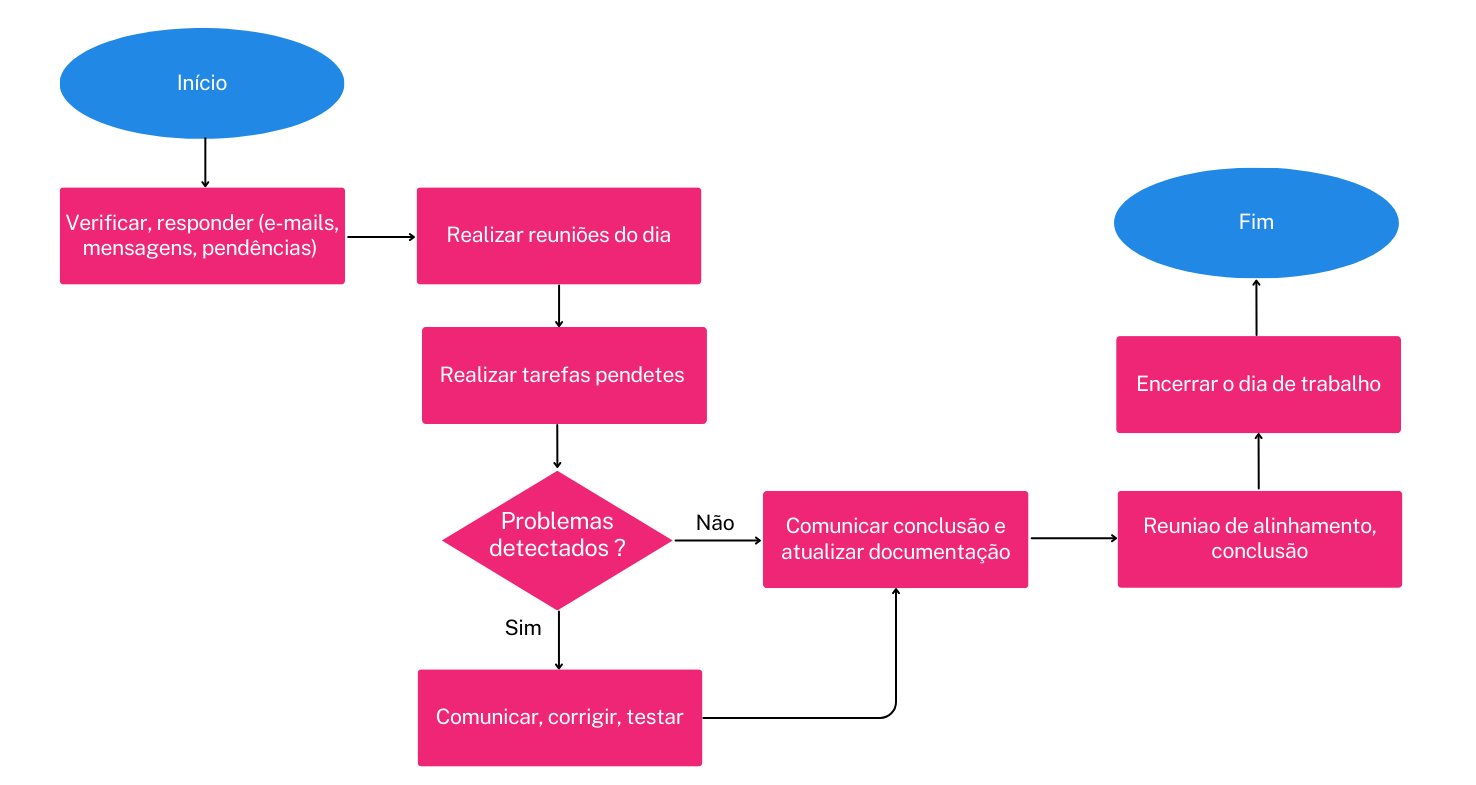 Início
Verificar, responder (e-mails,
mensagens, pendências)
Realizar reuniões do dia
Realizar tarefas pendetes
Problemas
detectados ?
Não
Sim
Comunicar, corrigir, testar
Comunicar conclusão e
atualizar documentação
Reuniao de alinhamento,
conclusão
Encerrar o dia de trabalho
Fim